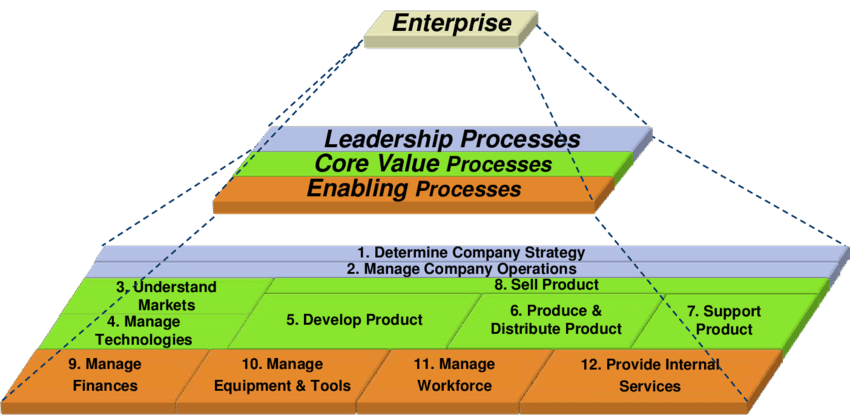 Enterprise
Leadership Processes
Core Value Processes
Enabling Processes
1. Determine Company Strategy
2. Manage Company Operations
3. Understand
Markets
8. Sell Product
4. Manage
Technologies
5. Develop Product
6. Produce &
Distribute Product
7. Support
Product
9. Manage
Finances
10. Manage
Equipment & Tools
11. Manage
Workforce
12. Provide Internal
Services